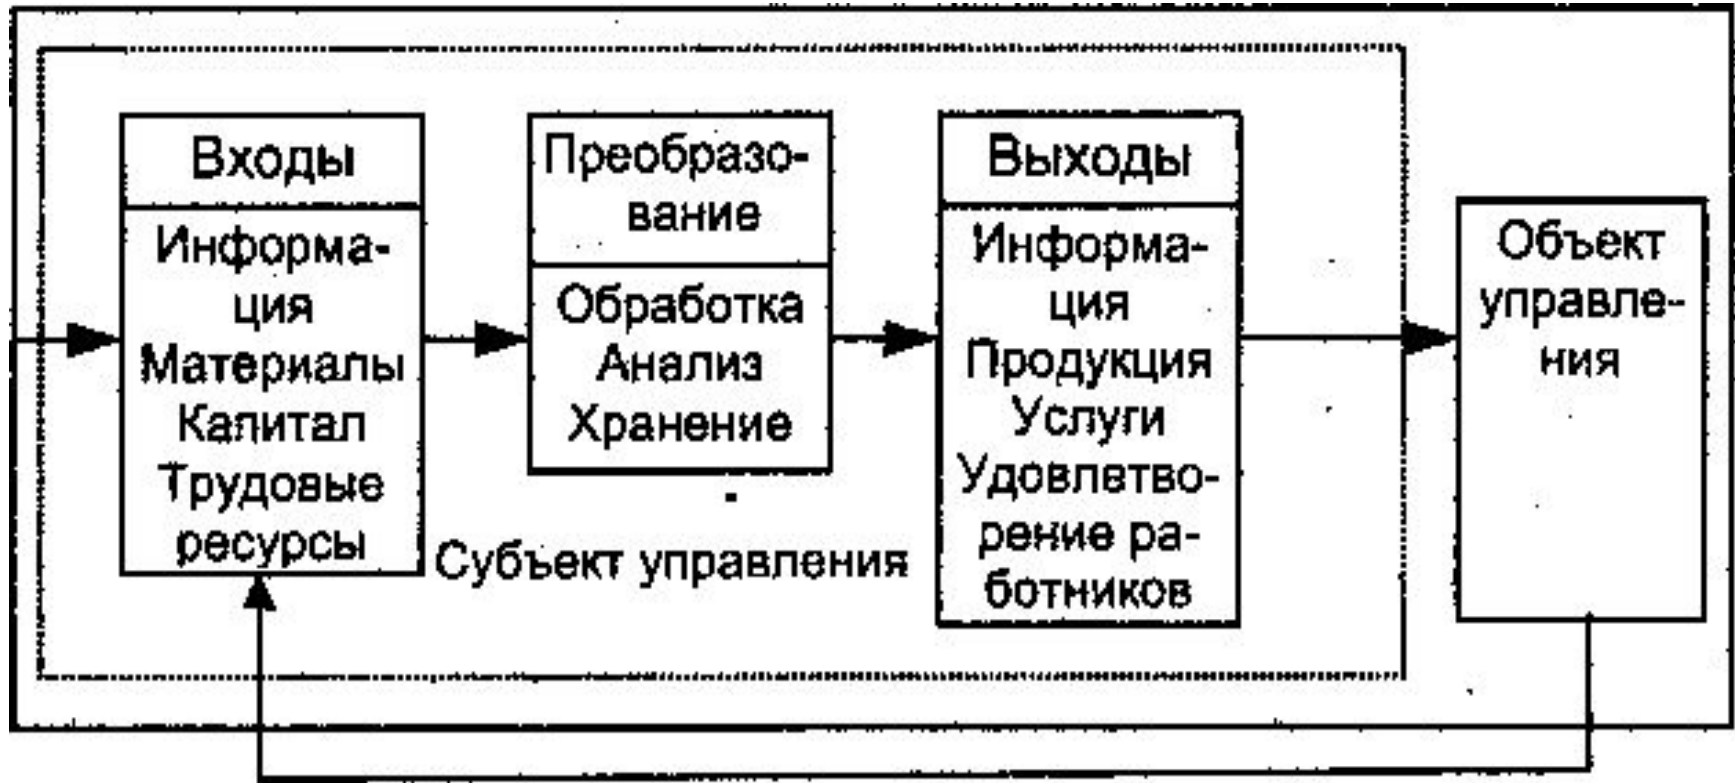 Входы
Информа-
ция
Материалы
Капитал
Трудовые
ресурсы
Преобразо-
вание
Обработка
Анализ
Хранение
Субъект управления
Выходы
Информа-
ция
Продукция
Услуги
Удовлетво-
рение ра-
ботников
Объект
управле-
ния